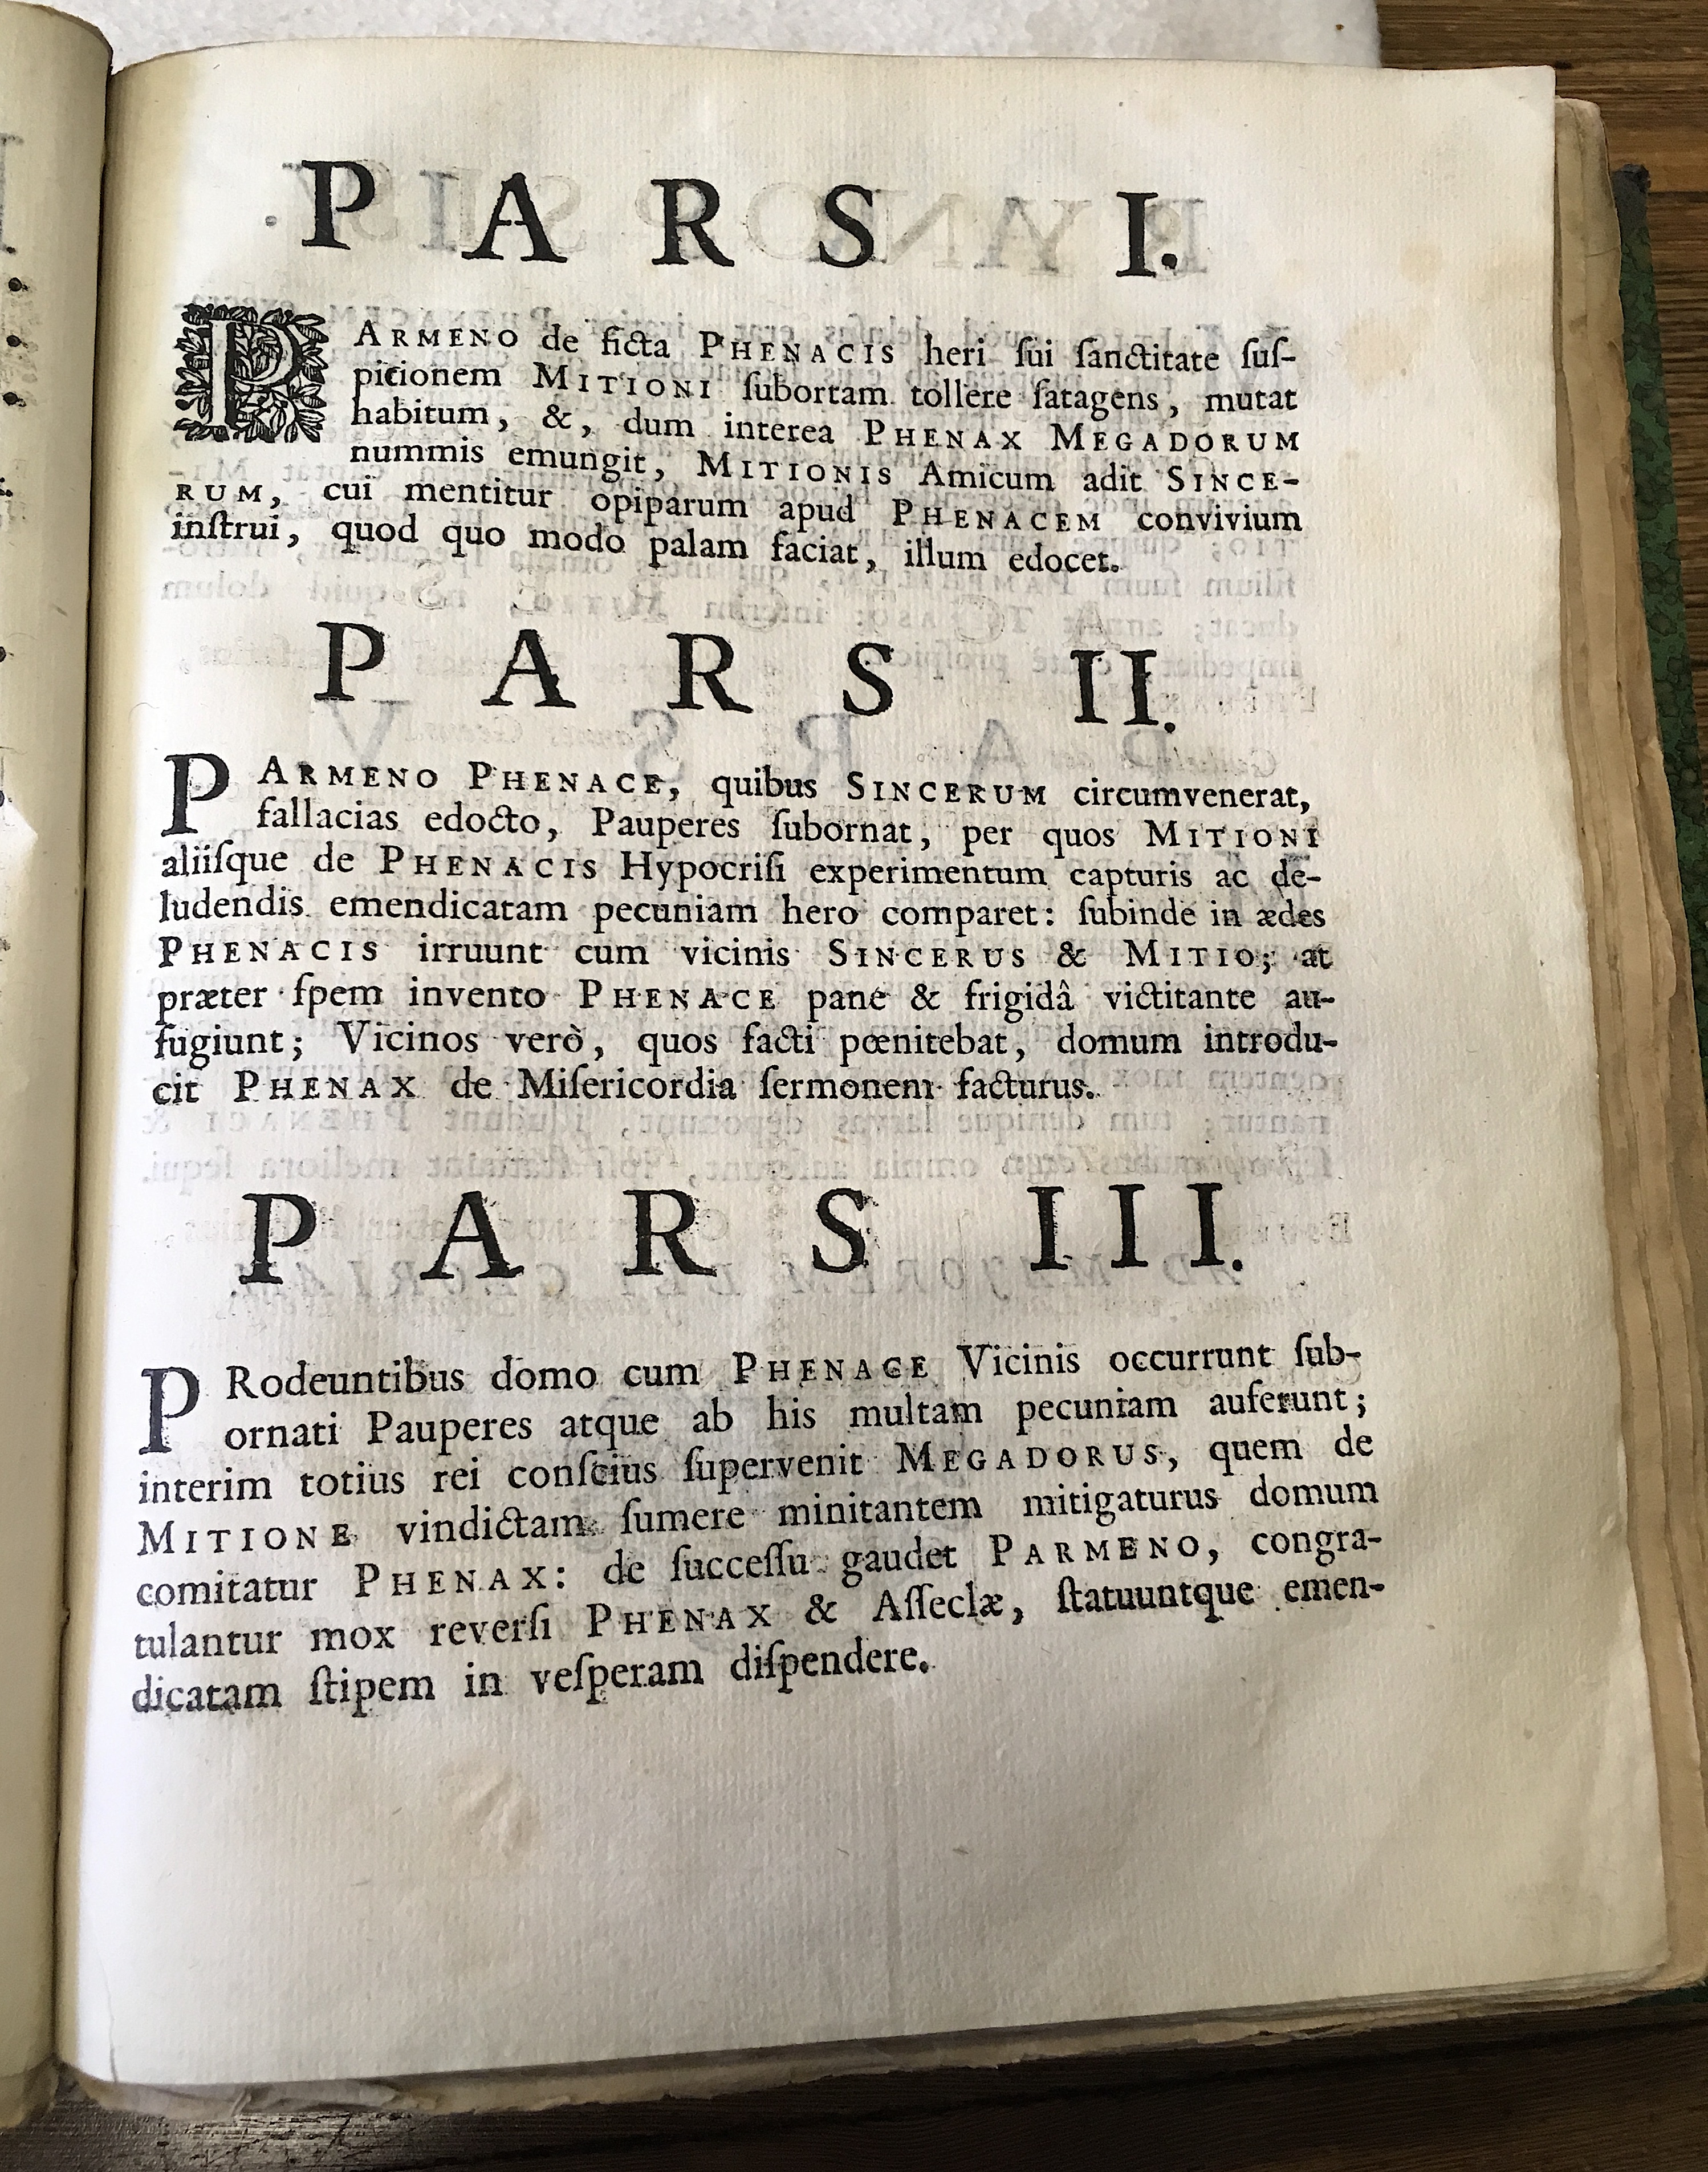 PARS I.
PARMENO de ficta PHENACIS heri ſui ſanctitate ſuſ-
picionem MITIONI ſubortam tollere ſatagens, mutat
habitum, &, dum interea PHENAX MEGADORUM
nummis emungit, MITIONIS Amicum adit SINCE-
RUM, cui mentitur opiparum apud PHENACEM convivium
inſtrui, quod quo modo palam faciat, illum edocet.
PARS II.
PARMENO PHENACE, quibus SINCERUM circumvenerat,
fallacias edocto, Pauperes ſubornat, per quos MITIONI
aliiſque de PHENACIS Hypocriſi experimentum capturis ac de-
ludendis emendicatam pecuniam hero comparet: ſubinde in ædes
PHENACIS irruunt cum vicinis SINCERUS & MITIO; at
præter ſpem invento PHENACE pane & frigidâ victitante au-
fugiunt; Vicinos verò, quos facti pœnitebat, domum introdu-
cit PHENAX de Miſericordia ſermonem facturus.
PARS III.
PRodeuntibus domo cum PHENACE Vicinis occurrunt ſub-
ornati Pauperes atque ab his multam pecuniam auferunt;
interim totius rei conſcius ſupervenit MEGADORUS, quem de
MITIONE vindictam ſumere minitantem mitigaturus domum
comitatur PHENAX: de ſucceſſu gaudet PARMENO, congra-
tulantur mox reverſi PHENAX & Aſſeclæ, ſtatuuntque emen-
dicatam ſtipem in veſperam diſpendere.